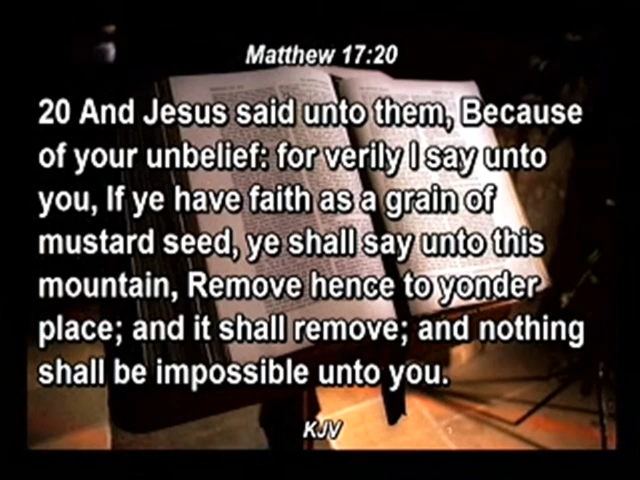 Matthew 17:20
20 And Jesus said unto them, Because
of your unbelief: for verily I say unto
you, If ye have faith as a grain of
mustard seed, ye shall say unto this
mountain, Remove hence to yonder
place; and it shall remove; and nothing
shall be impossible unto you.
KJV